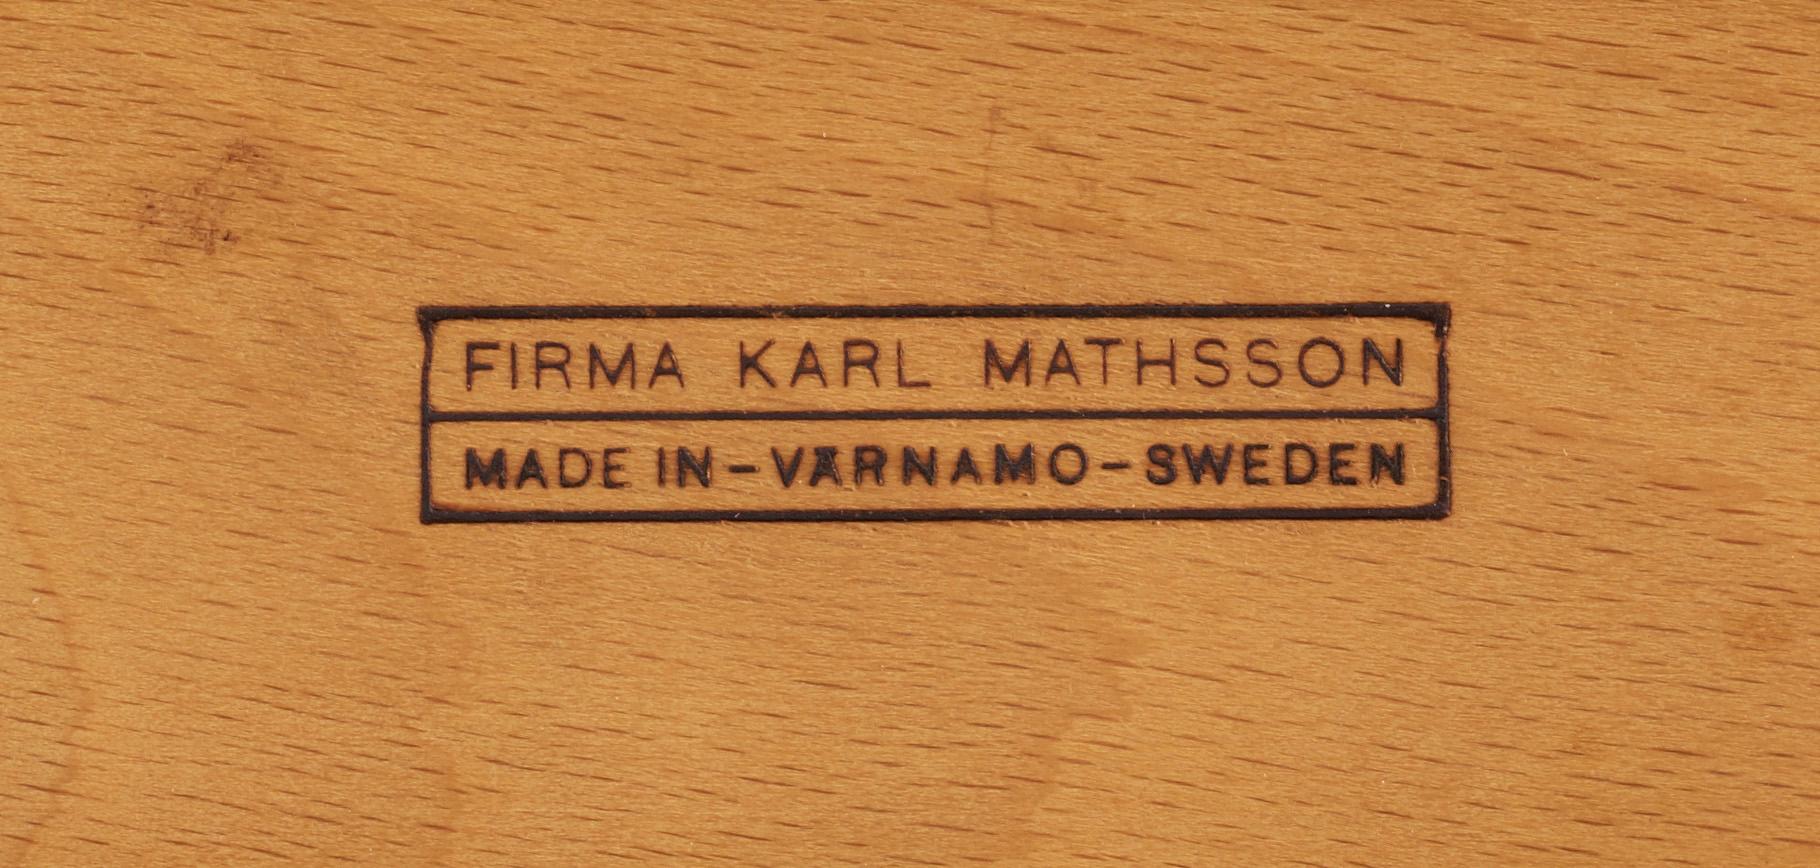 FIRMA KARL MATHSSON
MADE IN-VÄRNAMO-SWEDEN